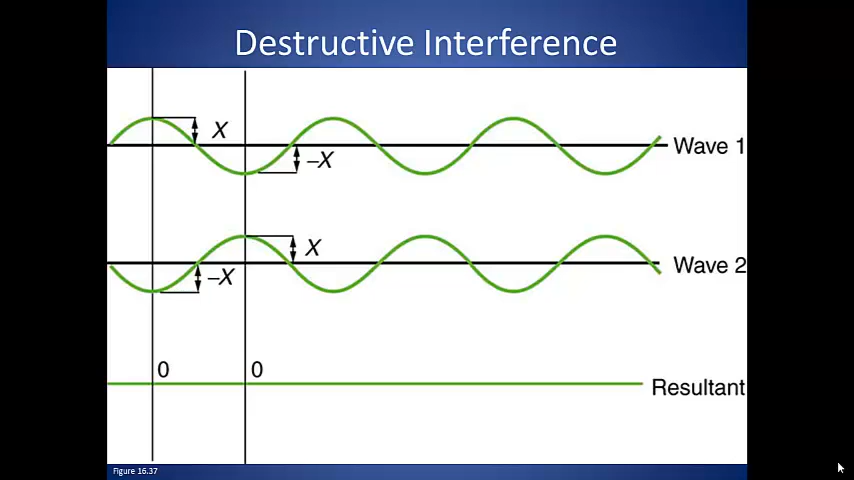 Destructive Interference
X
–X
Wave 1
X
–X
Wave 2
0
0
Resultant
Figure 16.37